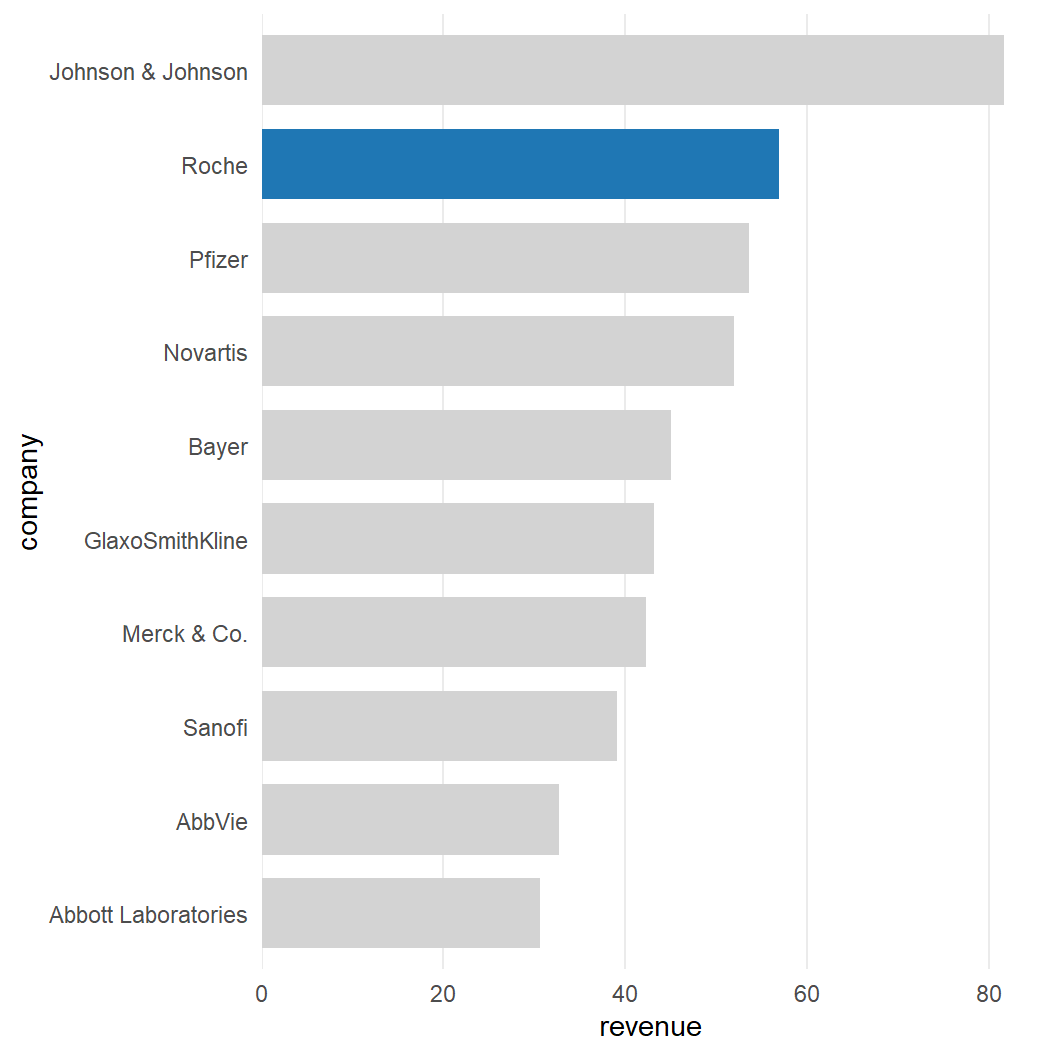 Johnson & Johnson
Roche
Pfizer
Novartis
Bayer
GlaxoSmithKline
Merck & Co.
Sanofi
AbbVie
Abbott Laboratories
company
0 20 40 60 80
revenue